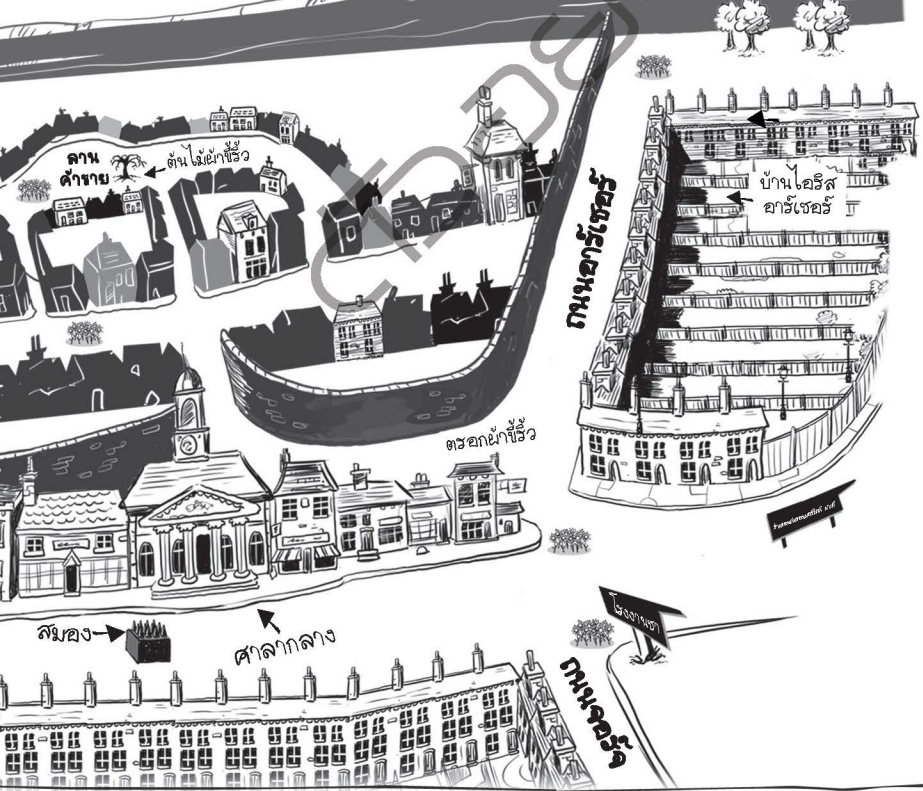 ลาน
ค้าขาย
ต้นไม้ผ้าขี้ริ้ว
บ้านไอริส
อาร์เชอร์
ถนนอาร์เชอร์
ตรอกผ้าขี้ริ้ว
โรงงานชา
สมอง
ศาลากลาง
ถนนจอร์จ